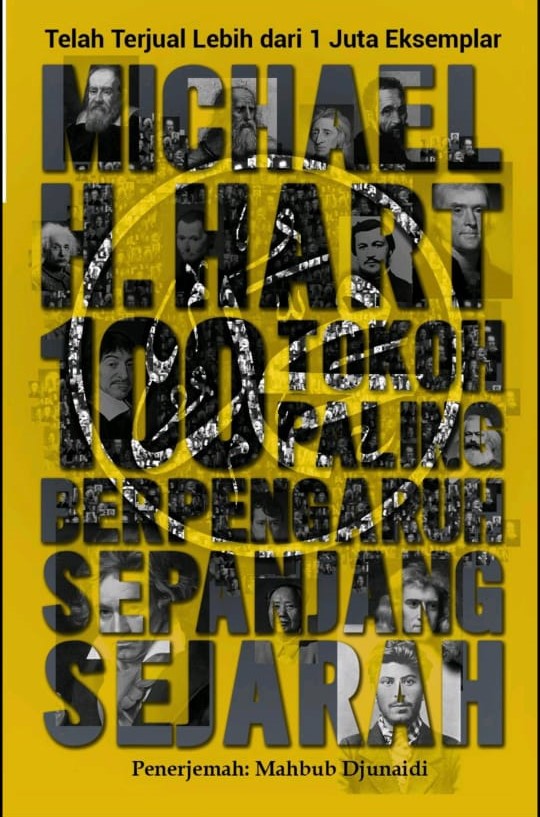 Telah Terjual Lebih dari 1 Juta Eksemplar
MICHAEL
H. HART
100 TOKOH
PALING
BERPENGARUH
SEPANJANG
SEJARAH
Penerjemah: Mahbub Djunaidi